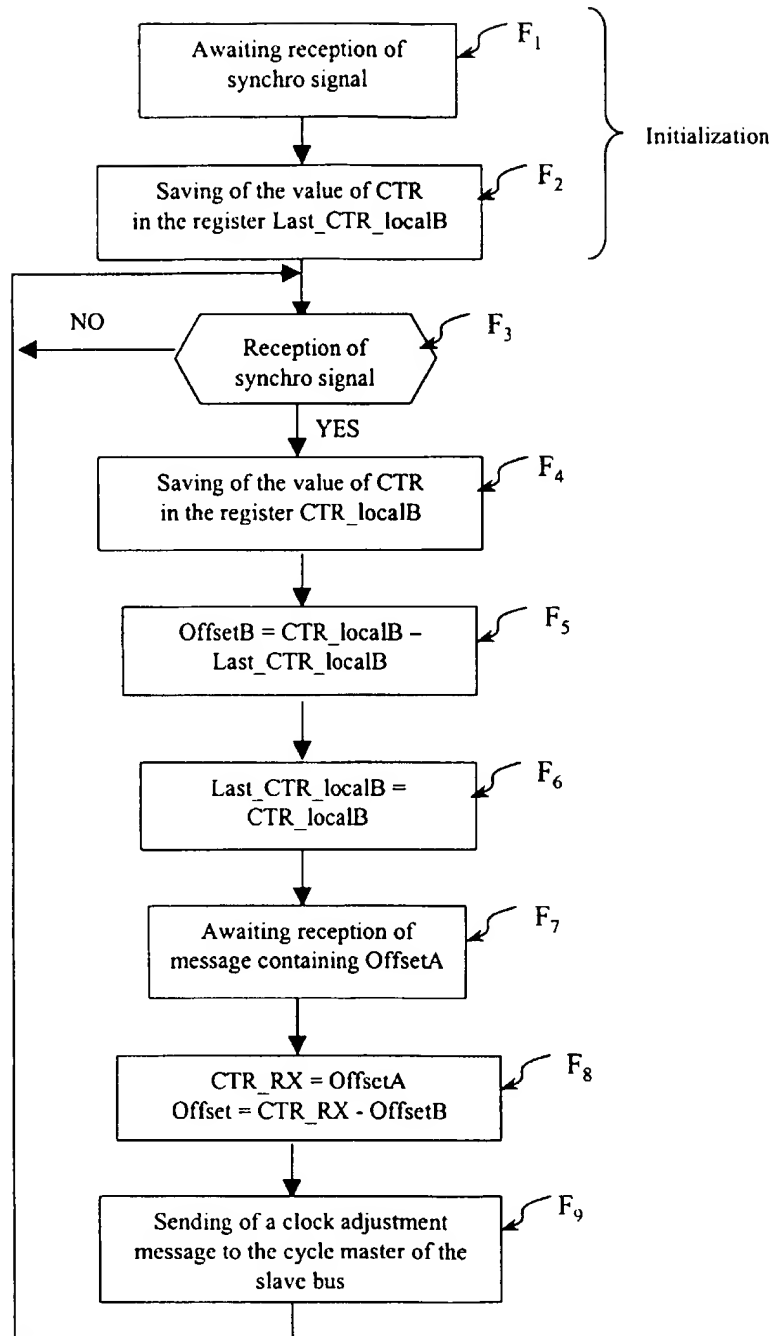 Awaiting reception of
synchro signal
F1
Initialization
Saving of the value of CTR
in the register Last_CTR_localB
F2
NO
Reception of
synchro signal
F3
YES
Saving of the value of CTR
in the register CTR_localB
F4
OffsetB = CTR_localB –
Last_CTR_localB
F5
Last_CTR_localB =
CTR_localB
F6
Awaiting reception of
message containing OffsetA
F7
CTR_RX = OffsetA
Offset = CTR_RX - OffsetB
F8
Sending of a clock adjustment
message to the cycle master of the
slave bus
F9